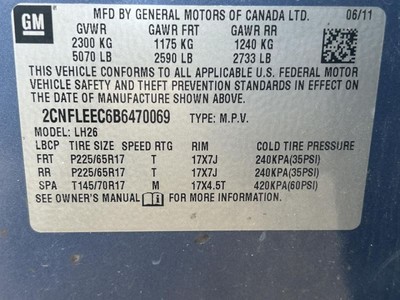 GM
MFD BY GENERAL MOTORS OF CANADA LTD. 06/11
GVWR GAWR FRT GAWR RR
2300 KG 1175 KG 1240 KG
5070 LB 2590 LB 2733 LB
THIS VEHICLE CONFORMS TO ALL APPLICABLE U.S. FEDERAL MOTOR
VEHICLE SAFETY AND THEFT PREVENTION STANDARDS IN EFFECT ON
THE DATE OF MANUFACTURE SHOWN ABOVE.
2CNFLEEC6B6470069 TYPE: M.P.V.
MODEL: LH26
LBCP TIRE SIZE SPEED RTG RIM COLD TIRE PRESSURE
FRT P225/65R17 T 17X7J 240KPA(35PSI)
RR P225/65R17 T 17X7J 240KPA(35PSI)
SPA T145/70R17 M 17X4.5T 420KPA(60PSI)
SEE OWNER'S MANUAL FOR MORE INFORMATION